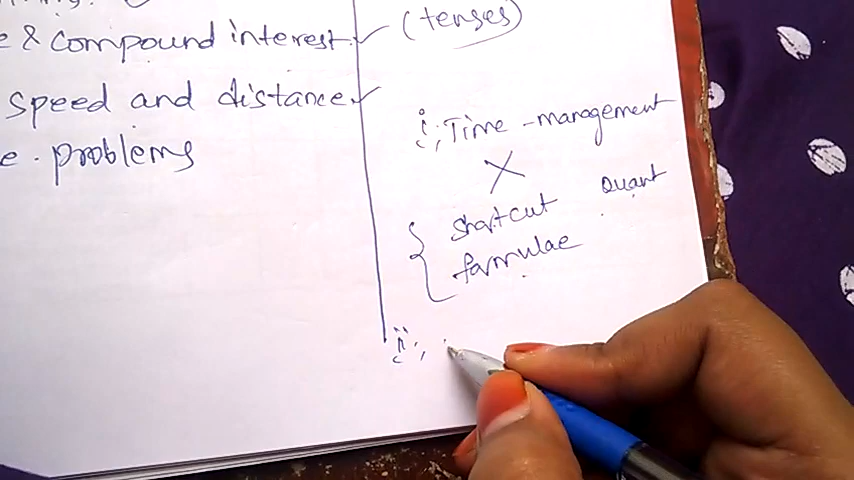 e & compound interest
speed and distance
e. problems
(tenses)
i; Time-management
Quant
shortcut
formulae
ii;